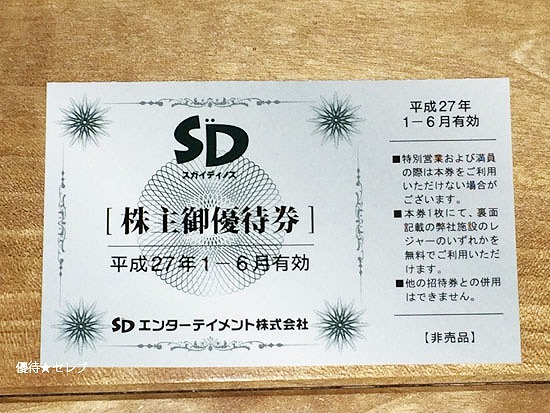 SD
スガイディノス
[株主御優待券]
平成27年1－6月有効
SD エンターテイメント株式会社
平成27年
1－6月有効
■特別営業および満員
の際は本券をご利用
いただけない場合が
ございます。
■本券1枚にて、裏面
記載の弊社施設のレ
ジャーのいずれかを
無料でご利用いただ
けます。
■他の招待券との併用
はできません。
【非売品】
優待★セレブ